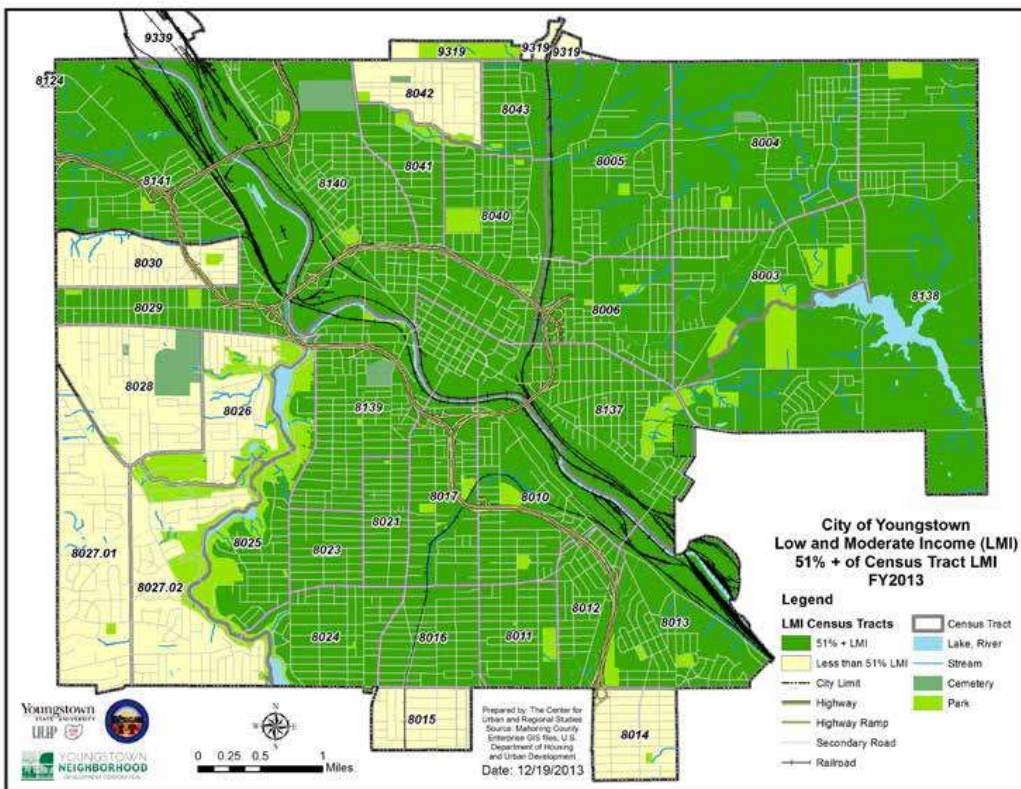 9339
9319
9319
9319
8124
8042
8043
8004
8005
8041
8140
8141
8040
8030
8003
8138
8029
8006
8028
8026
8139
8137
8017
8010
8021
8027.01
8025
8023
8027.02
8012
8013
8024
8016
8011
8015
8014
City of Youngstown
Low and Moderate Income (LMI)
51% + of Census Tract LMI
FY2013
Legend
LMI Census Tracts
51% + LMI
Less than 51% LMI
City Limit
Highway
Highway Ramp
Secondary Road
Railroad
Census Tract
Lake, River
Stream
Cemetery
Park
Youngstown
STATE UNIVERSITY
YOUNGSTOWN
NEIGHBORHOOD
DEVELOPMENT CORPORATION
N
W E
S
0 0.25 0.5 1
Miles
Prepared by: The Center for
Urban and Regional Studies
Source: Mahoning County
Enterprise GIS files, U.S.
Department of Housing
and Urban Development
Date: 12/19/2013